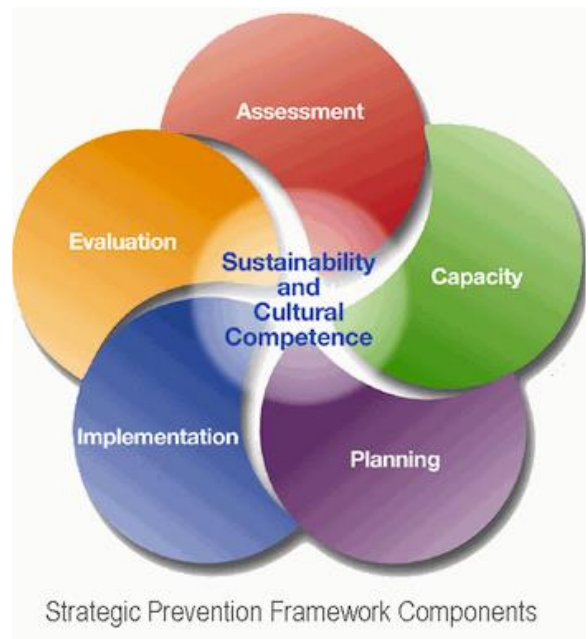 Assessment
Evaluation
Capacity
Sustainability
and
Cultural
Competence
Implementation
Planning
Strategic Prevention Framework Components